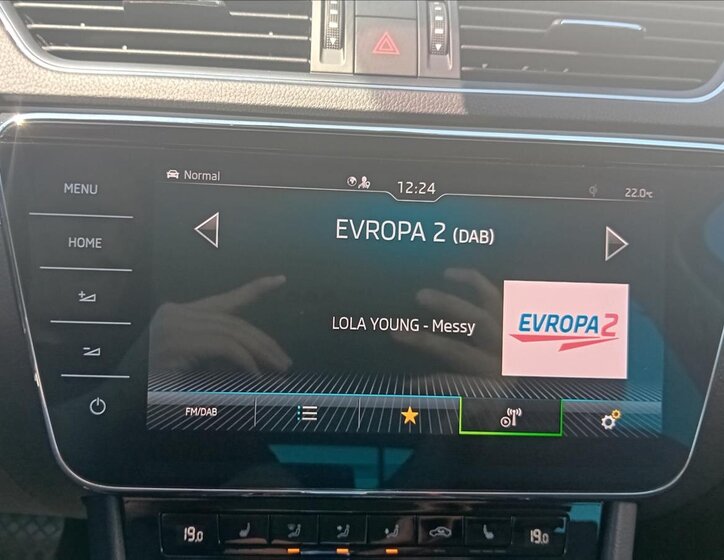 Normal
12:24
22.0°C
MENU
HOME
EVROPA 2 (DAB)
LOLA YOUNG - Messy
EVROPA 2
FM/DAB
19.0
19.0